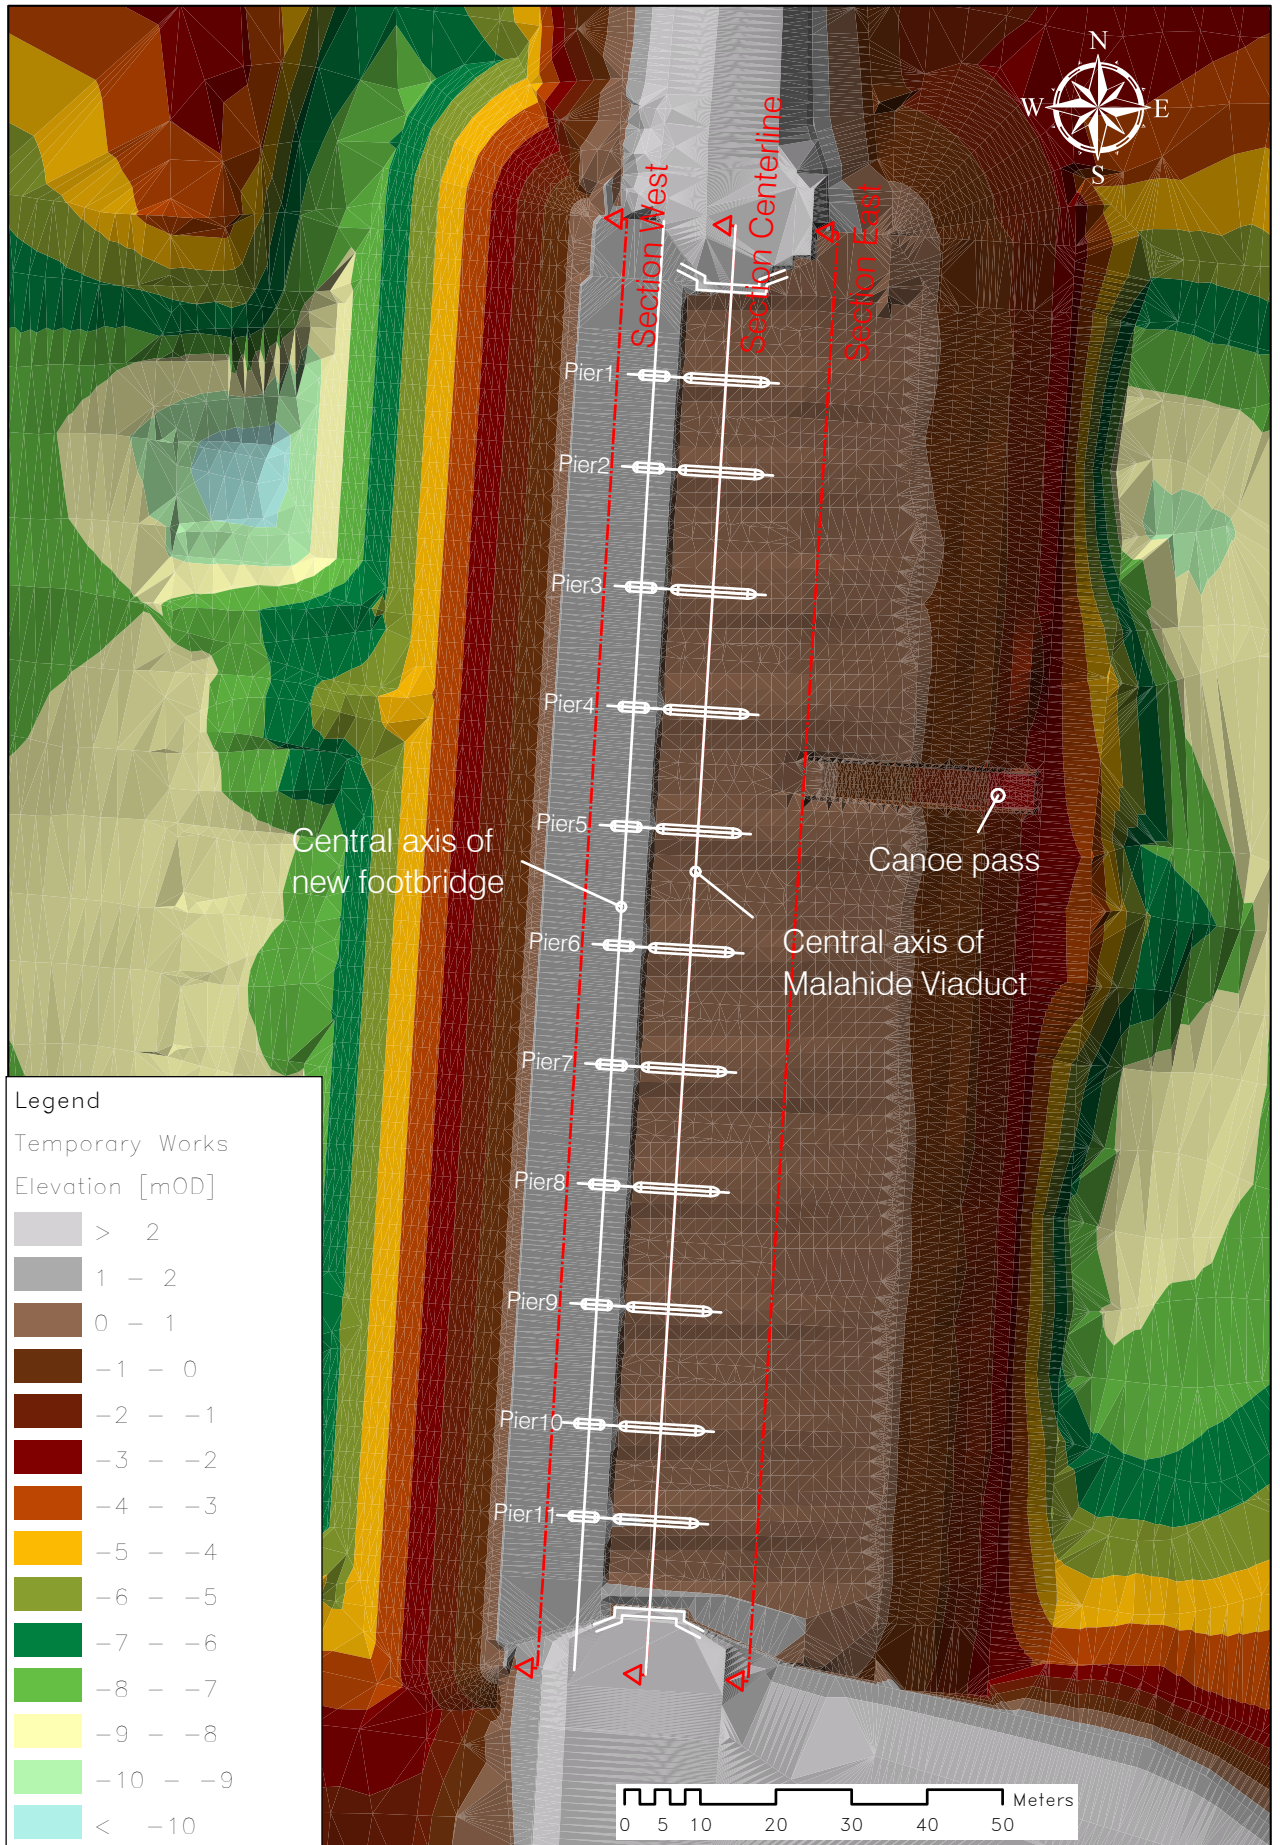 N
W E
S
Section West
Section Centerline
Section East
Pier1
Pier2
Pier3
Pier4
Pier5
Central axis of
new footbridge
Canoe pass
Pier6
Central axis of
Malahide Viaduct
Pier7
Pier8
Pier9
Pier10
Pier11
Legend
Temporary Works
Elevation [mOD]
> 2
1 - 2
0 - 1
-1 - 0
-2 - -1
-3 - -2
-4 - -3
-5 - -4
-6 - -5
-7 - -6
-8 - -7
-9 - -8
-10 - -9
< -10
Meters
0 5 10 20 30 40 50